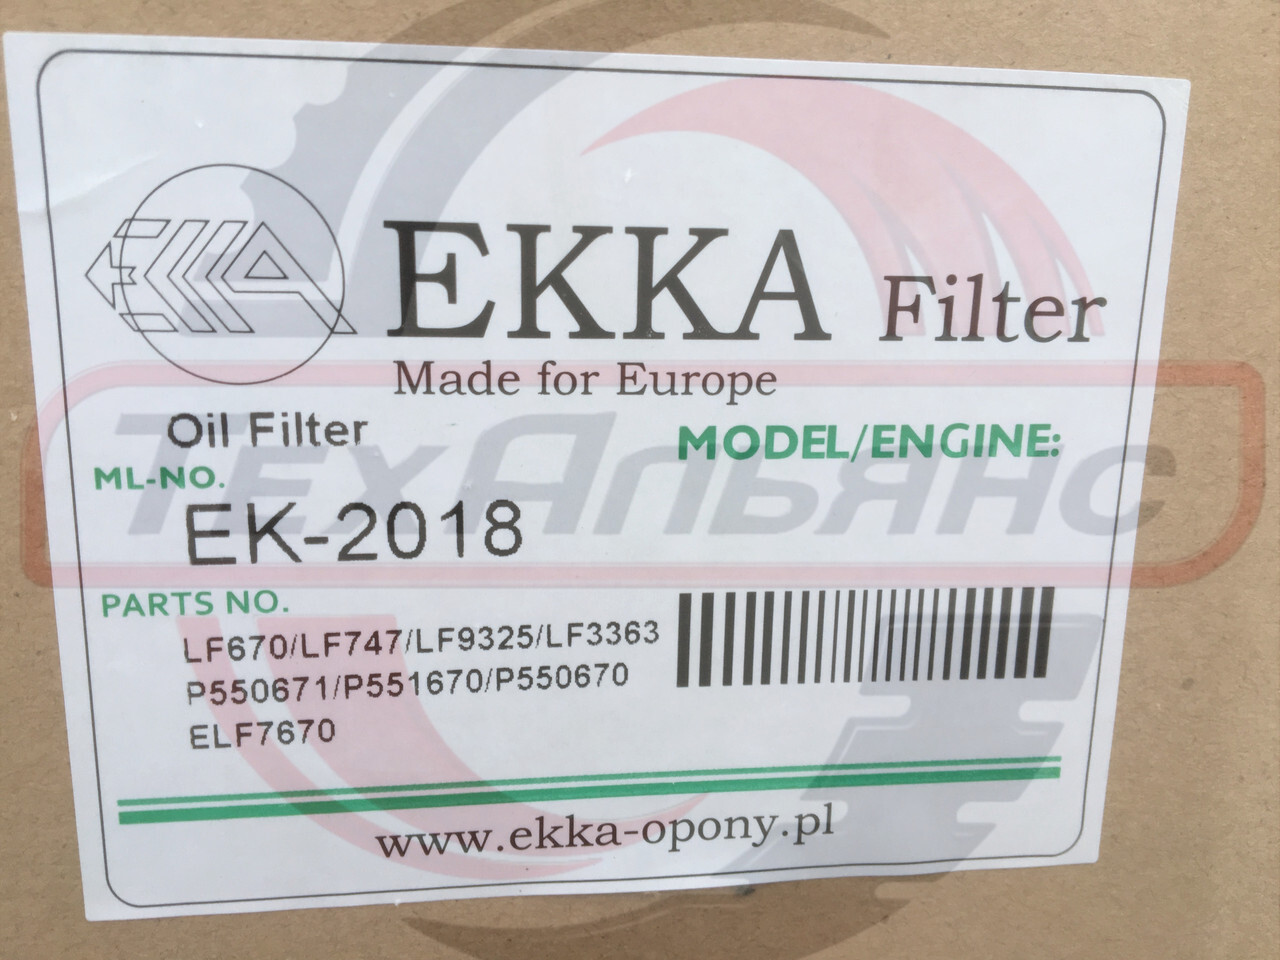 EKKA
EKKA Filter
Made for Europe
Oil Filter
MODEL/ENGINE:
ML-NO.
ТехАльянс
EK-2018
PARTS NO.
LF670/LF747/LF9325/LF3363
P550671/P551670/P550670
ELF7670
www.ekka-opony.pl